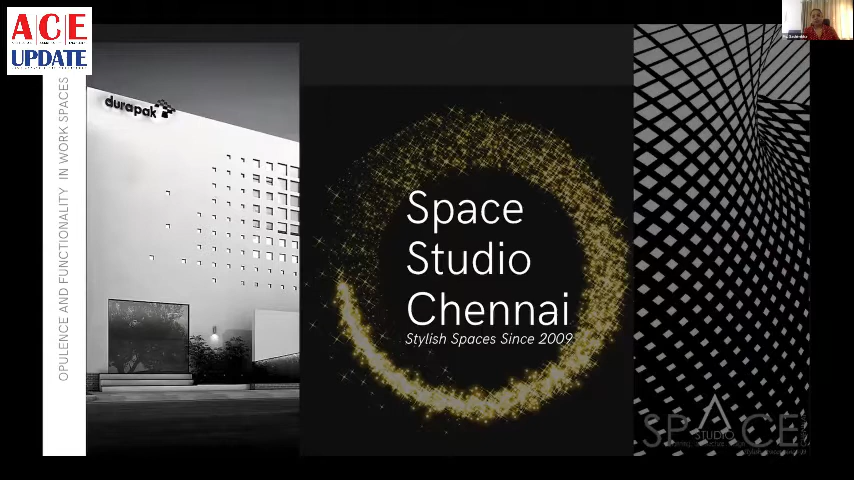 ACE
UPDATE
OPULENCE AND FUNCTIONALITY IN WORK SPACES
durapak
Space
Studio
Chennai
Stylish Spaces Since 2009
SPACE
STUDIO